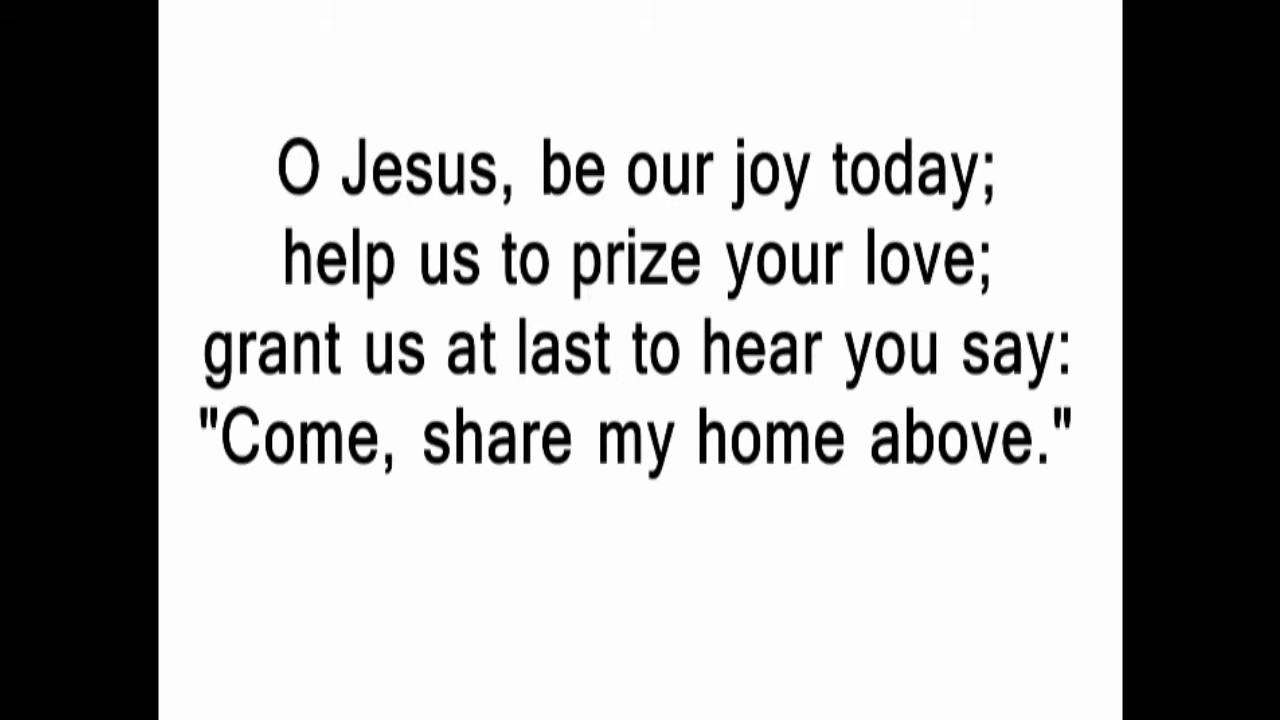 O Jesus, be our joy today;
help us to prize your love;
grant us at last to hear you say:
"Come, share my home above."